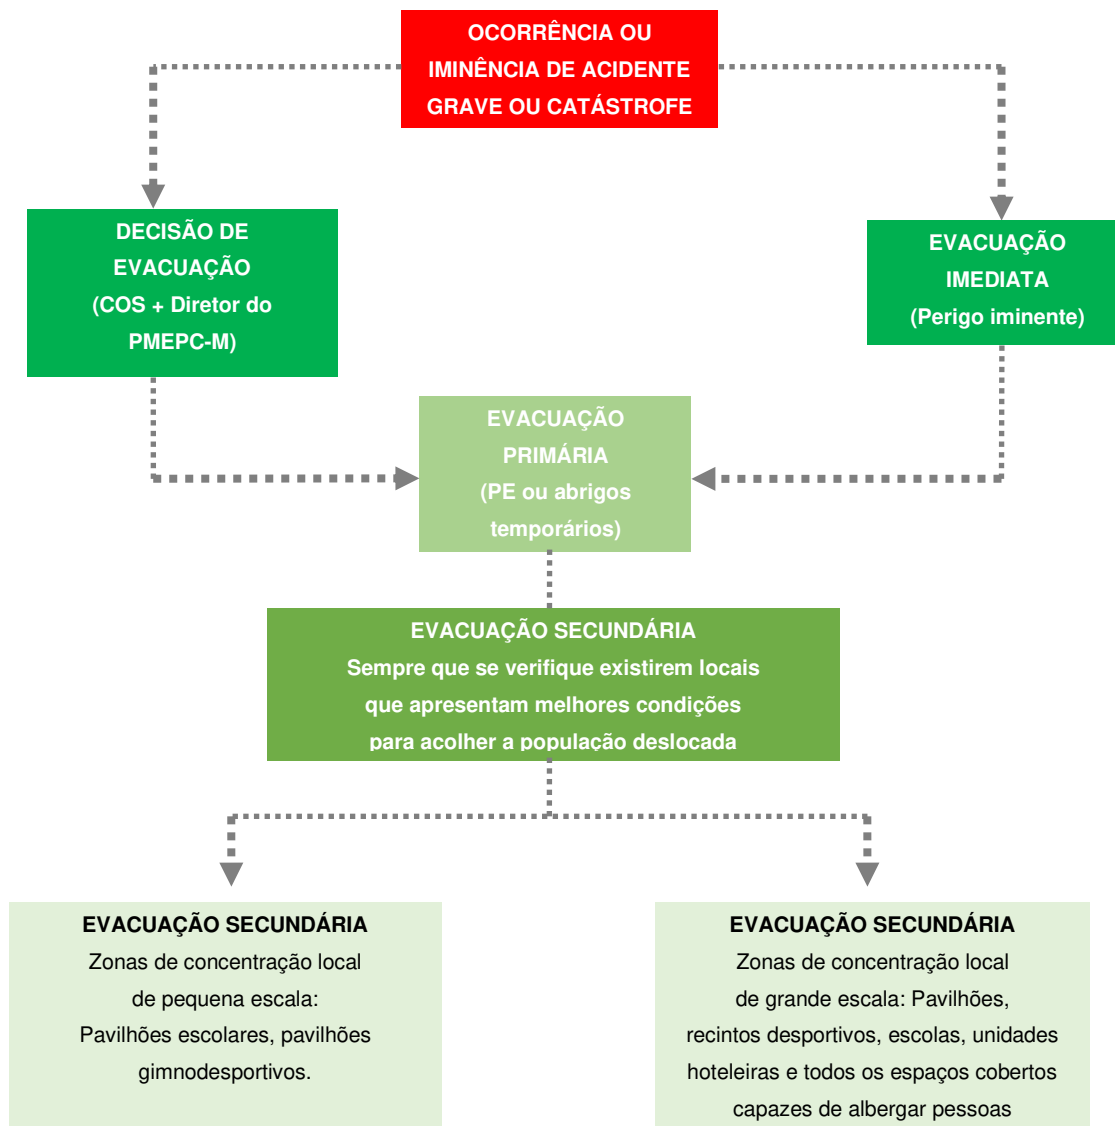 OCORRÊNCIA OU
IMINÊNCIA DE ACIDENTE
GRAVE OU CATÁSTROFE
DECISÃO DE
EVACUAÇÃO
(COS + Diretor do
PMEPC-M)
EVACUAÇÃO
IMEDIATA
(Perigo iminente)
EVACUAÇÃO
PRIMÁRIA
(PE ou abrigos
temporários)
EVACUAÇÃO SECUNDÁRIA
Sempre que se verifique existirem locais
que apresentam melhores condições
para acolher a população deslocada
EVACUAÇÃO SECUNDÁRIA
Zonas de concentração local
de pequena escala:
Pavilhões escolares, pavilhões
gimnodesportivos.
EVACUAÇÃO SECUNDÁRIA
Zonas de concentração local
de grande escala: Pavilhões,
recintos desportivos, escolas, unidades
hoteleiras e todos os espaços cobertos
capazes de albergar pessoas